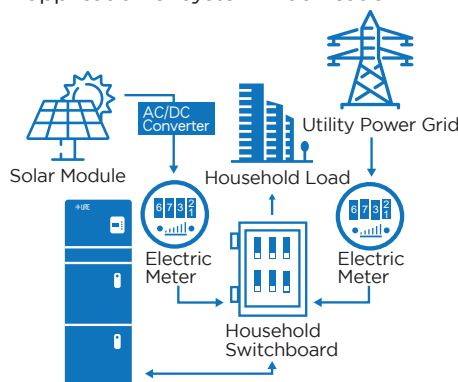 AC/DC
Converter
Utility Power Grid
Solar Module
Household Load
6 7 3 2
1
6 7 3 2
1
Electric
Meter
Electric
Meter
Household
Switchboard